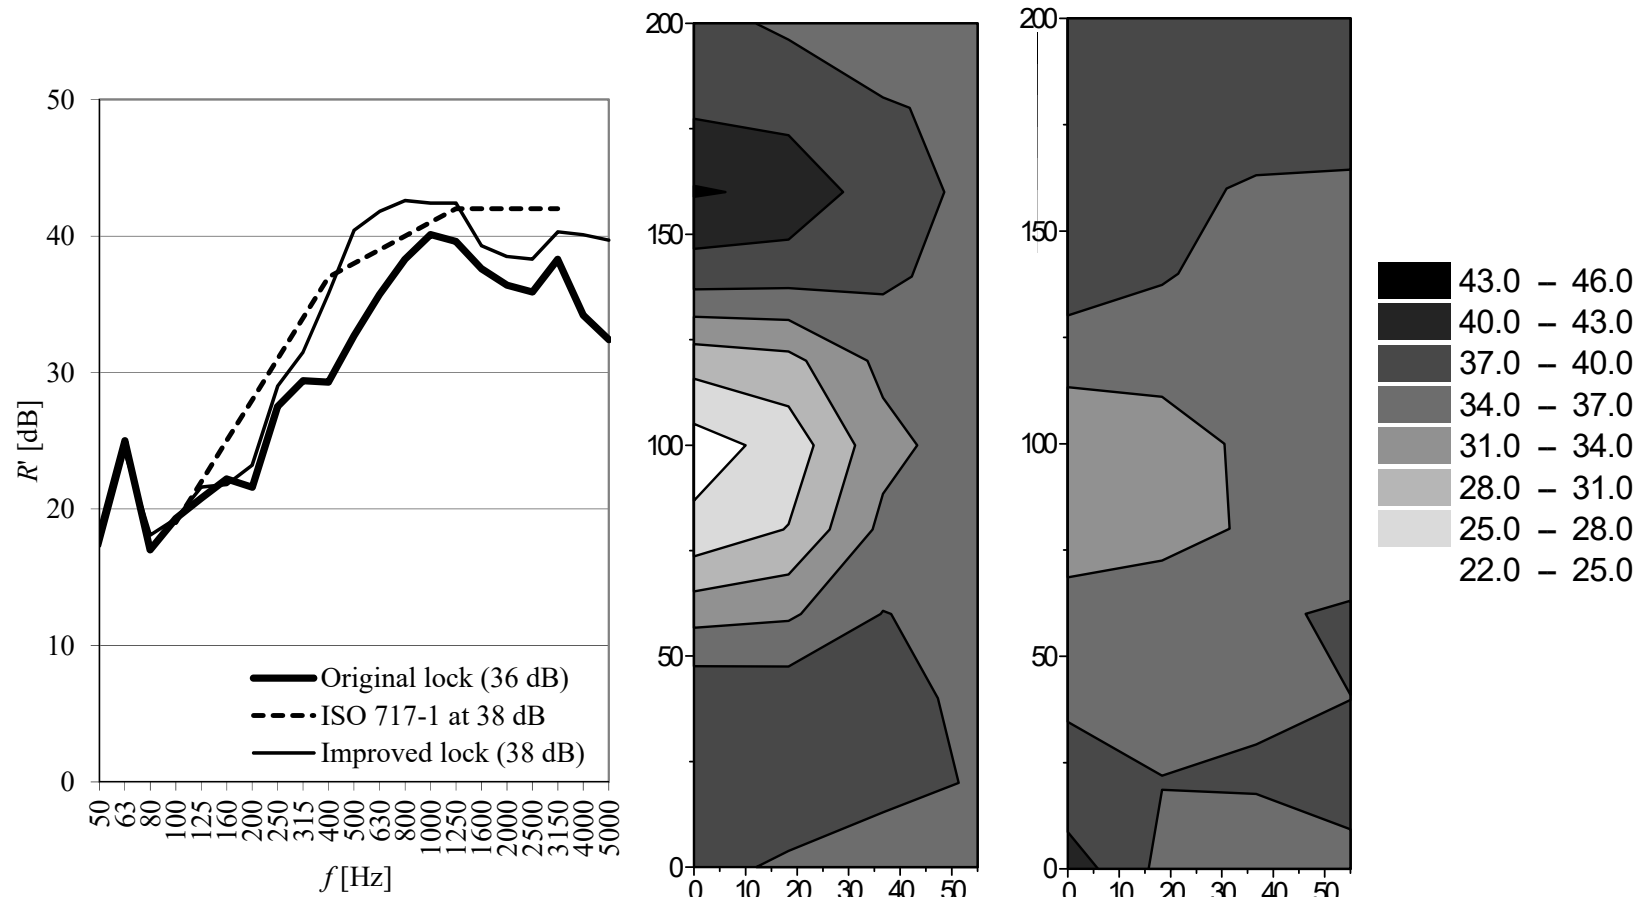 50
40
30
20
10
0
R' [dB]
Original lock (36 dB)
ISO 717-1 at 38 dB
Improved lock (38 dB)
50 63 80 100 125 160 200 250 315 400 500 630 800 1000 1250 1600 2000 2500 3150 4000 5000
f [Hz]
200
150
100
50
0
0 10 20 30 40 50
200
150
100
50
0
0 10 20 30 40 50
43.0 – 46.0
40.0 – 43.0
37.0 – 40.0
34.0 – 37.0
31.0 – 34.0
28.0 – 31.0
25.0 – 28.0
22.0 – 25.0